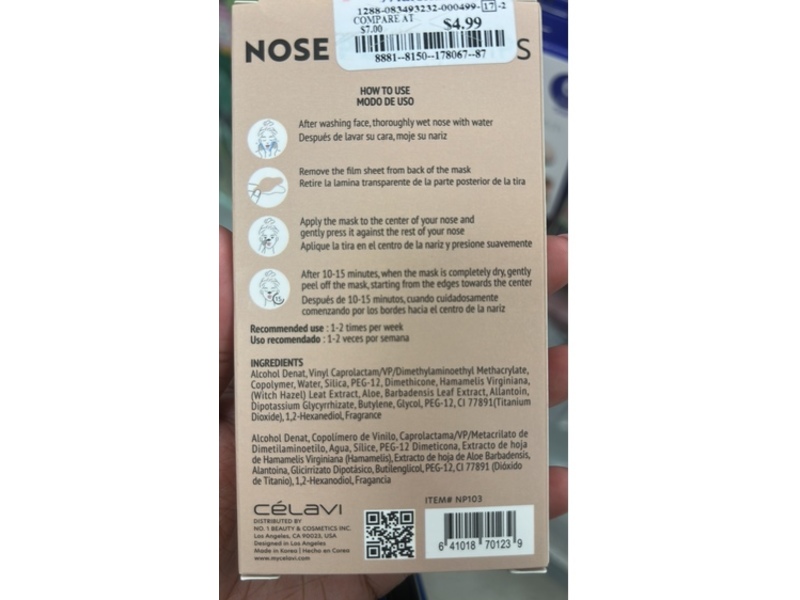 1288-083493232-000499-17-2
COMPARE AT
$7.00
$4.99
8881--8150--178067--87
NOSE S
HOW TO USE
MODO DE USO
After washing face, thoroughly wet nose with water
Después de lavar su cara, moje su nariz
Remove the film sheet from back of the mask
Retire la lamina transparente de la parte posterior de la tira
Apply the mask to the center of your nose and
gently press it against the rest of your nose
Aplique la tira en el centro de la nariz y presione suavemente
After 10-15 minutes, when the mask is completely dry, gently
peel off the mask, starting from the edges towards the center
Después de 10-15 minutos, cuando cuidadosamente
comenzando por los bordes hacia el centro de la nariz
Recommended use : 1-2 times per week
Uso recomendado : 1-2 veces por semana
INGREDIENTS
Alcohol Denat, Vinyl Caprolactam/VP/Dimethylaminoethyl Methacrylate,
Copolymer, Water, Silica, PEG-12, Dimethicone, Hamamelis Virginiana,
(Witch Hazel) Leat Extract, Aloe, Barbadensis Leaf Extract, Allantoin,
Dipotassium Glycyrrhizate, Butylene, Glycol, PEG-12, CI 77891(Titanium
Dioxide), 1,2-Hexanediol, Fragrance
Alcohol Denat, Copolímero de Vinilo, Caprolactama/VP/Metacrilato de
Dimetilaminoetilo, Agua, Silice, PEG-12 Dimeticona, Extracto de hoja
de Hamamelis Virginiana (Hamamelis), Extracto de hoja de Aloe Barbadensis,
Alantoina, Glicirrizato Dipotásico, Butilenglicol, PEG-12, CI 77891 (Dióxido
de Titanio), 1,2-Hexanodiol, Fragancia
ITEM# NP103
CéLaVI
DISTRIBUTED BY
NO. 1 BEAUTY & COSMETICS INC.
Los Angeles, CA 90023, USA
Designed in Los Angeles
Made in Korea | Hecho en Corea
www.mycelavi.com
6 41018 70123 9